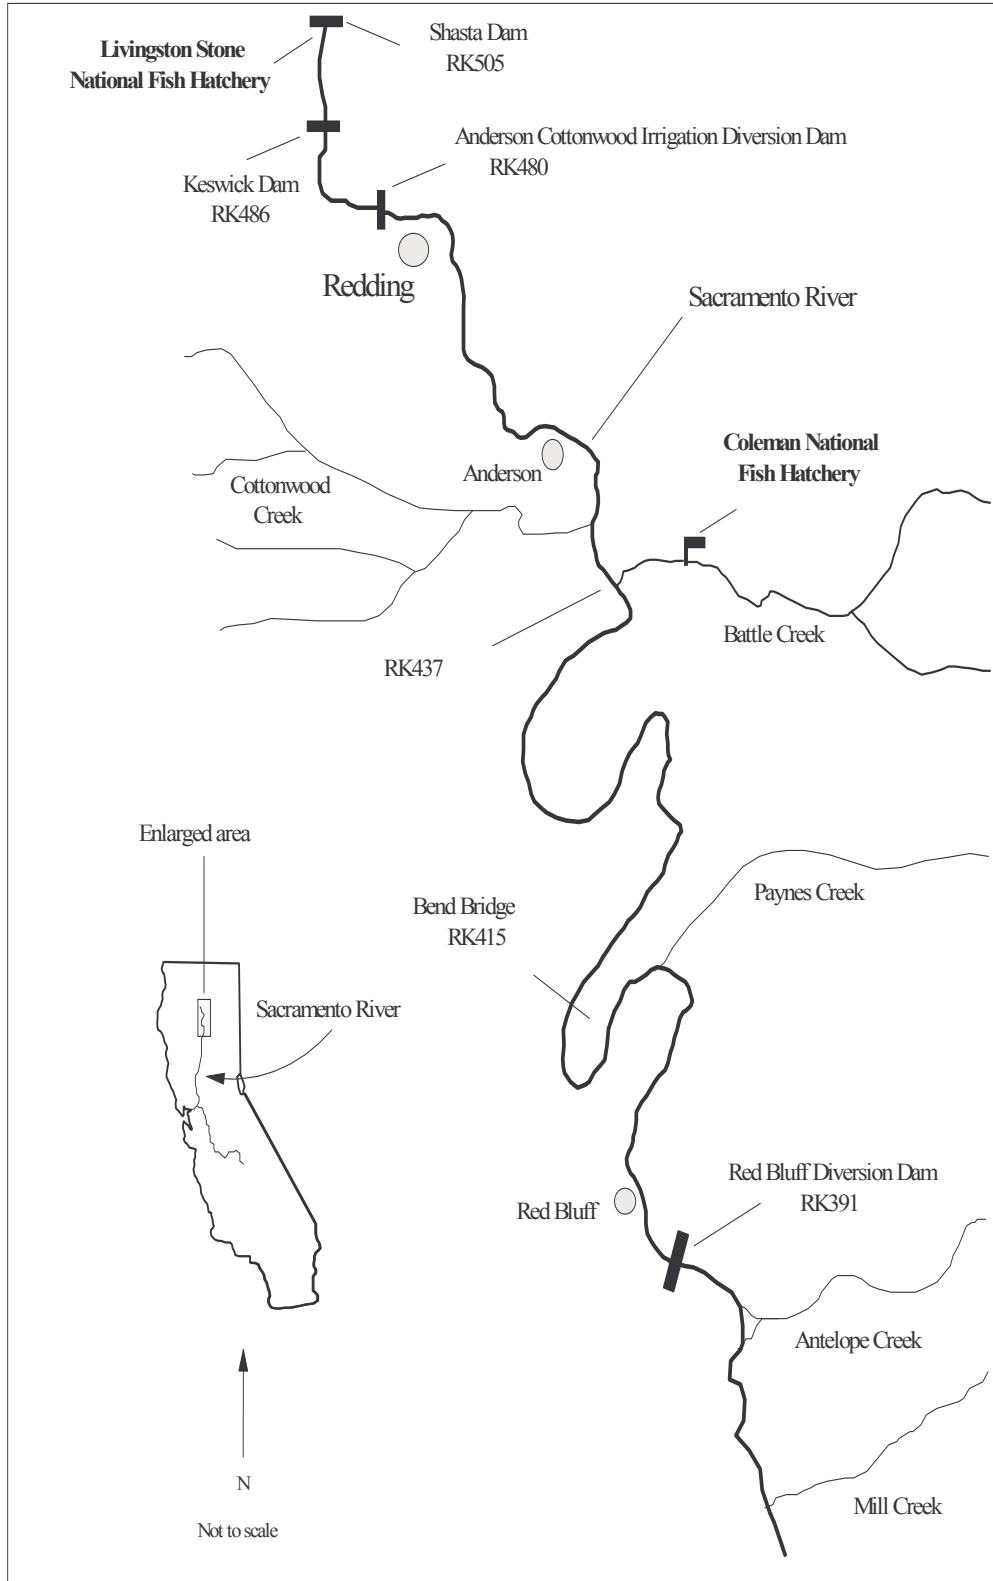 Livingston Stone
National Fish Hatchery
Shasta Dam
RK505
Anderson Cottonwood Irrigation Diversion Dam
RK480
Keswick Dam
RK486
Redding
Sacramento River
Coleman National
Fish Hatchery
Anderson
Cottonwood
Creek
Battle Creek
RK437
Enlarged area
Paynes Creek
Bend Bridge
RK415
Sacramento River
Red Bluff Diversion Dam
RK391
Red Bluff
Antelope Creek
N
Mill Creek
Not to scale